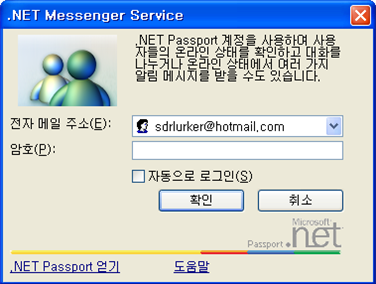 .NET Messenger Service
.NET Passport 계정을 사용하며 사용
자들의 온라인 상태를 확인하고 대화를
나누거나 온라인 상태에서 여러 가지
알림 메시지를 받을 수도 있습니다.
전자 메일 주소(E):
sdrlurker@hotmail.com
암호(P):
자동으로 로그인(S)
확인
취소
Microsoft
Passport .net
.NET Passport 얻기
도움말